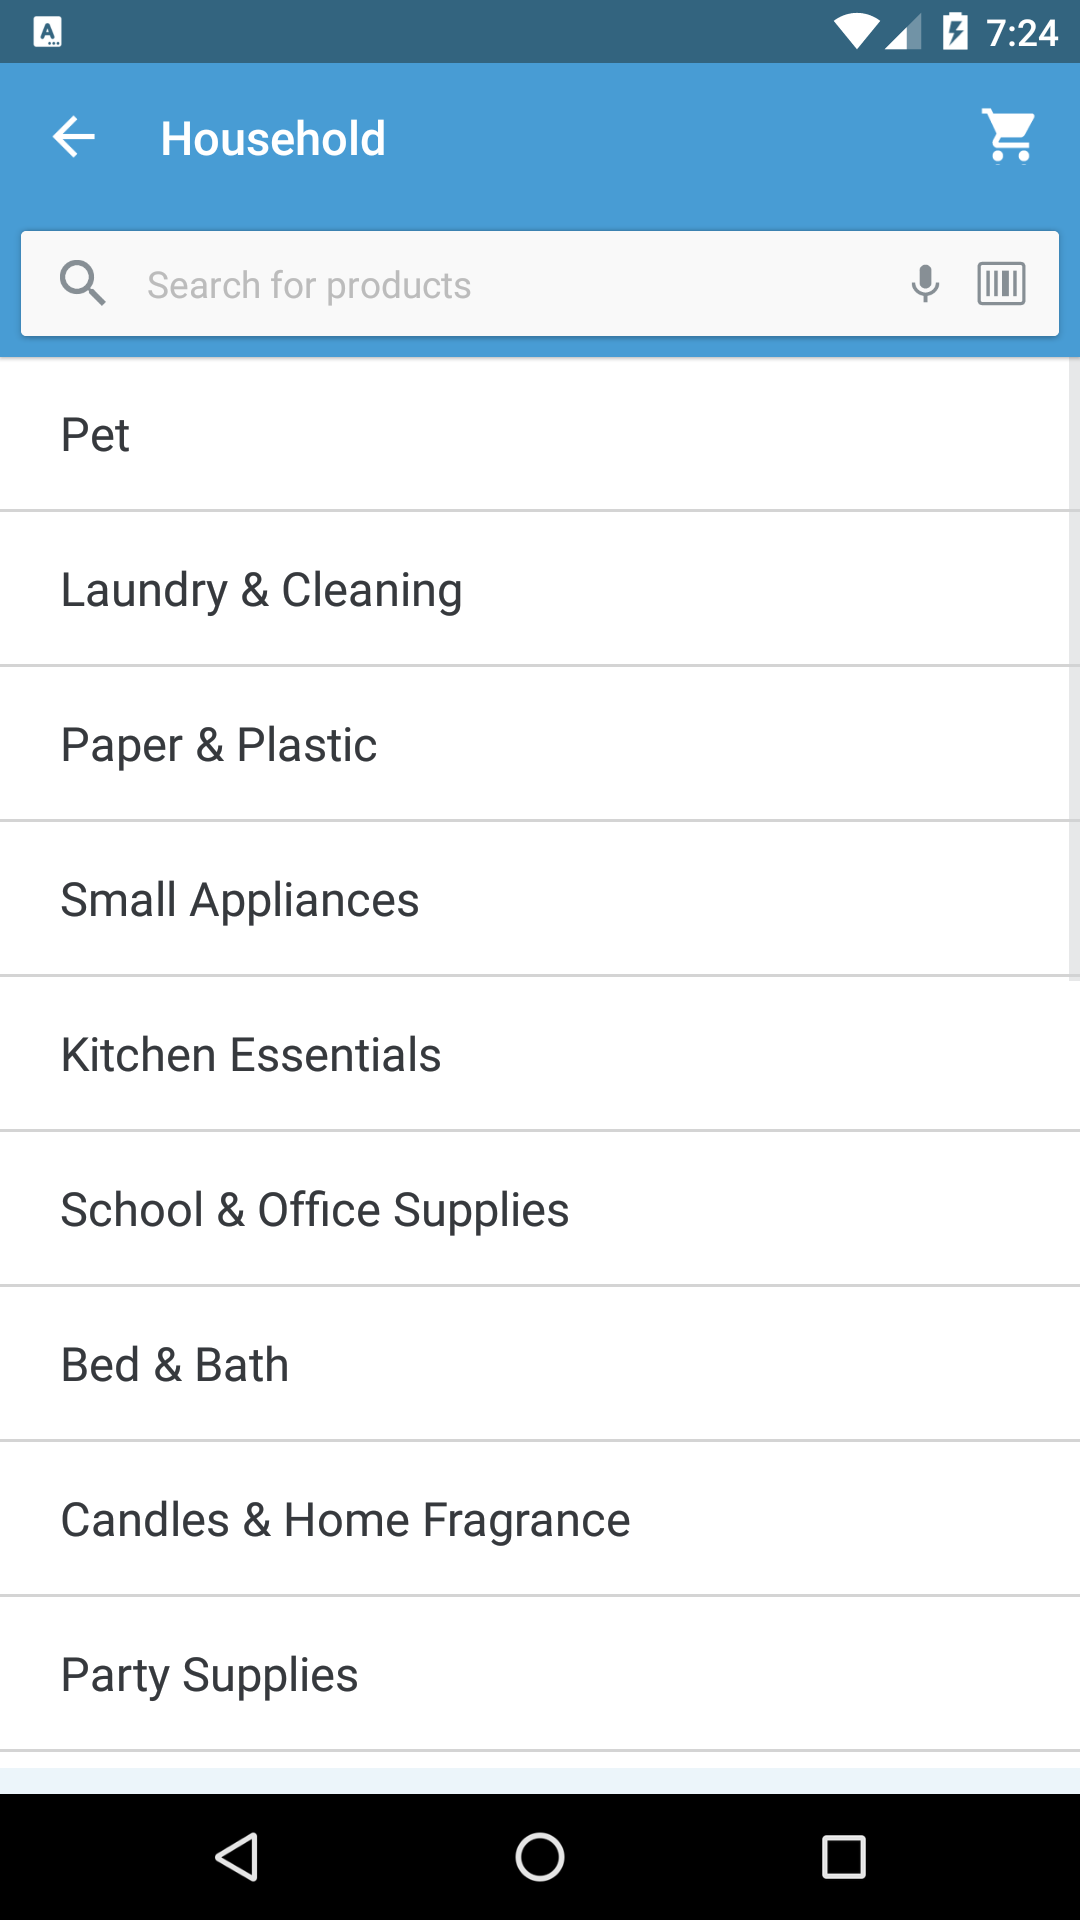 A
7:24
Household
Search for products
Pet
Laundry & Cleaning
Paper & Plastic
Small Appliances
Kitchen Essentials
School & Office Supplies
Bed & Bath
Candles & Home Fragrance
Party Supplies